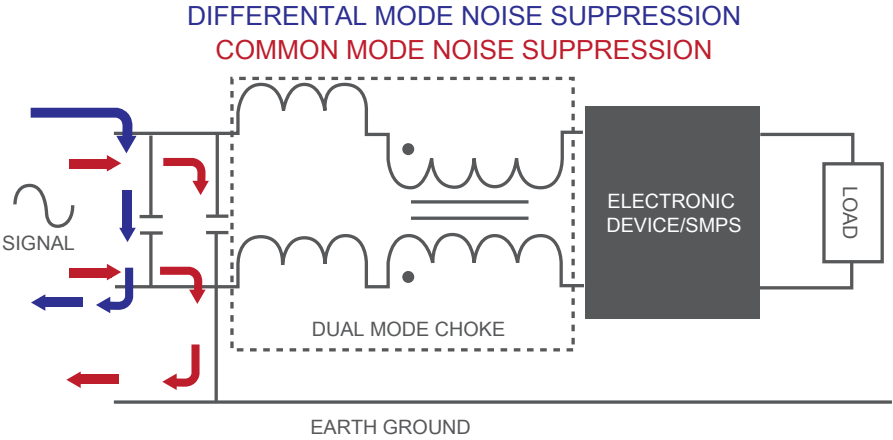 DIFFERENTAL MODE NOISE SUPPRESSION
COMMON MODE NOISE SUPPRESSION
SIGNAL
ELECTRONIC
DEVICE/SMPS
LOAD
DUAL MODE CHOKE
EARTH GROUND